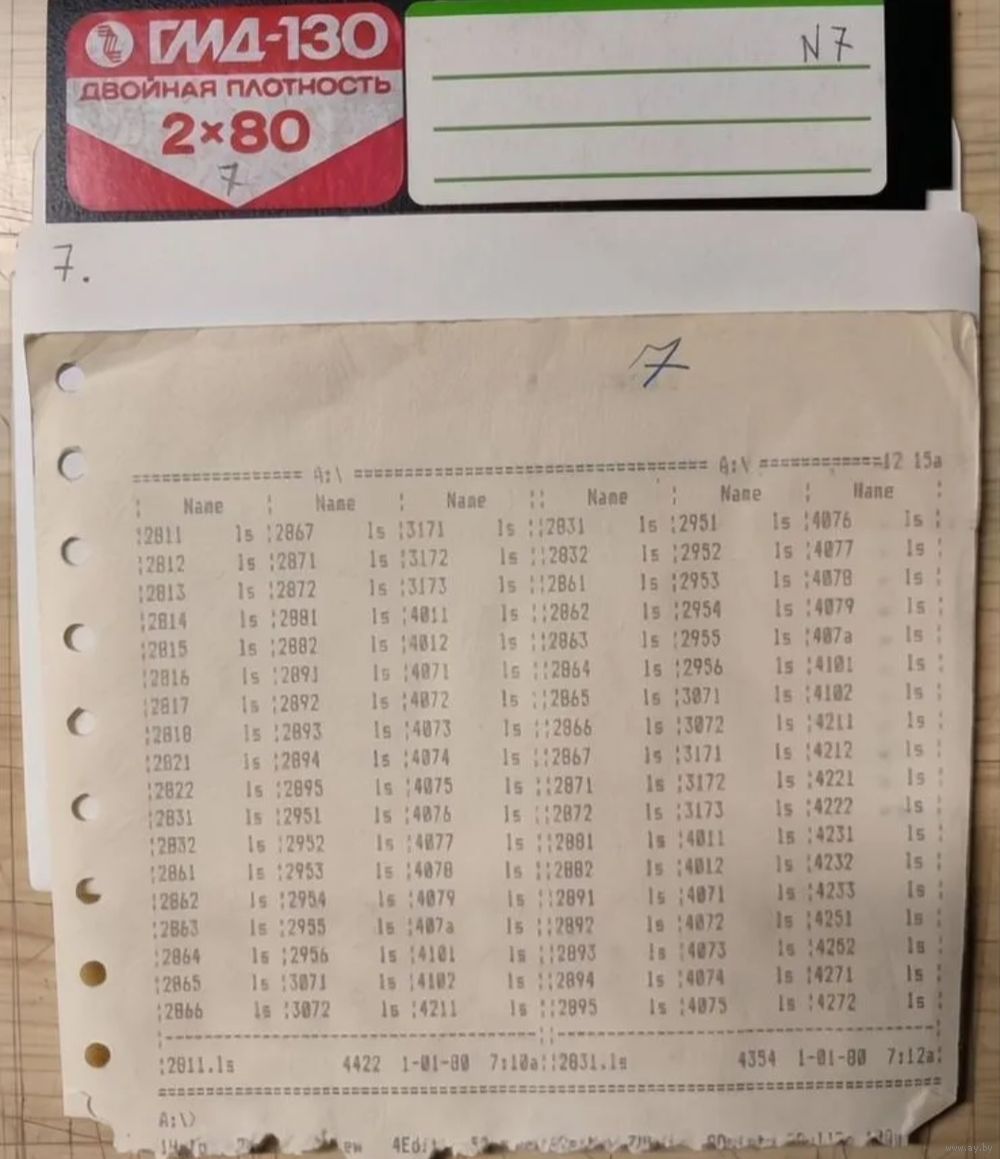 ГМД-130
N7
ДВОЙНАЯ ПЛОТНОСТЬ
2×80
7
7.
7
================= A:\ =================================== A:\ ============12 15a
¦ Name ¦ Name ¦ Name ¦¦ Name ¦ Name ¦ Name ¦
¦2811 ls ¦2867 ls ¦3171 ls ¦¦2831 ls ¦2951 ls ¦4076 ls ¦
¦2812 ls ¦2871 ls ¦3172 ls ¦¦2832 ls ¦2952 ls ¦4077 ls ¦
¦2813 ls ¦2872 ls ¦3173 ls ¦¦2861 ls ¦2953 ls ¦4078 ls ¦
¦2814 ls ¦2881 ls ¦4011 ls ¦¦2862 ls ¦2954 ls ¦4079 ls ¦
¦2815 ls ¦2882 ls ¦4012 ls ¦¦2863 ls ¦2955 ls ¦407a ls ¦
¦2816 ls ¦2891 ls ¦4071 ls ¦¦2864 ls ¦2956 ls ¦4101 ls ¦
¦2817 ls ¦2892 ls ¦4072 ls ¦¦2865 ls ¦3071 ls ¦4102 ls ¦
¦2818 ls ¦2893 ls ¦4073 ls ¦¦2866 ls ¦3072 ls ¦4211 ls ¦
¦2821 ls ¦2894 ls ¦4074 ls ¦¦2867 ls ¦3171 ls ¦4212 ls ¦
¦2822 ls ¦2895 ls ¦4075 ls ¦¦2871 ls ¦3172 ls ¦4221 ls ¦
¦2831 ls ¦2951 ls ¦4076 ls ¦¦2872 ls ¦3173 ls ¦4222 ls ¦
¦2832 ls ¦2952 ls ¦4077 ls ¦¦2881 ls ¦4011 ls ¦4231 ls ¦
¦2861 ls ¦2953 ls ¦4078 ls ¦¦2882 ls ¦4012 ls ¦4232 ls ¦
¦2862 ls ¦2954 ls ¦4079 ls ¦¦2891 ls ¦4071 ls ¦4233 ls ¦
¦2863 ls ¦2955 ls ¦407a ls ¦¦2892 ls ¦4072 ls ¦4251 ls ¦
¦2864 ls ¦2956 ls ¦4101 ls ¦¦2893 ls ¦4073 ls ¦4252 ls ¦
¦2865 ls ¦3071 ls ¦4102 ls ¦¦2894 ls ¦4074 ls ¦4271 ls ¦
¦2866 ls ¦3072 ls ¦4211 ls ¦¦2895 ls ¦4075 ls ¦4272 ls ¦
¦2811.ls 4422 1-01-80 7:10a¦¦2831.ls 4354 1-01-80 7:12a¦
A:\>
4Edit
www.ay.by